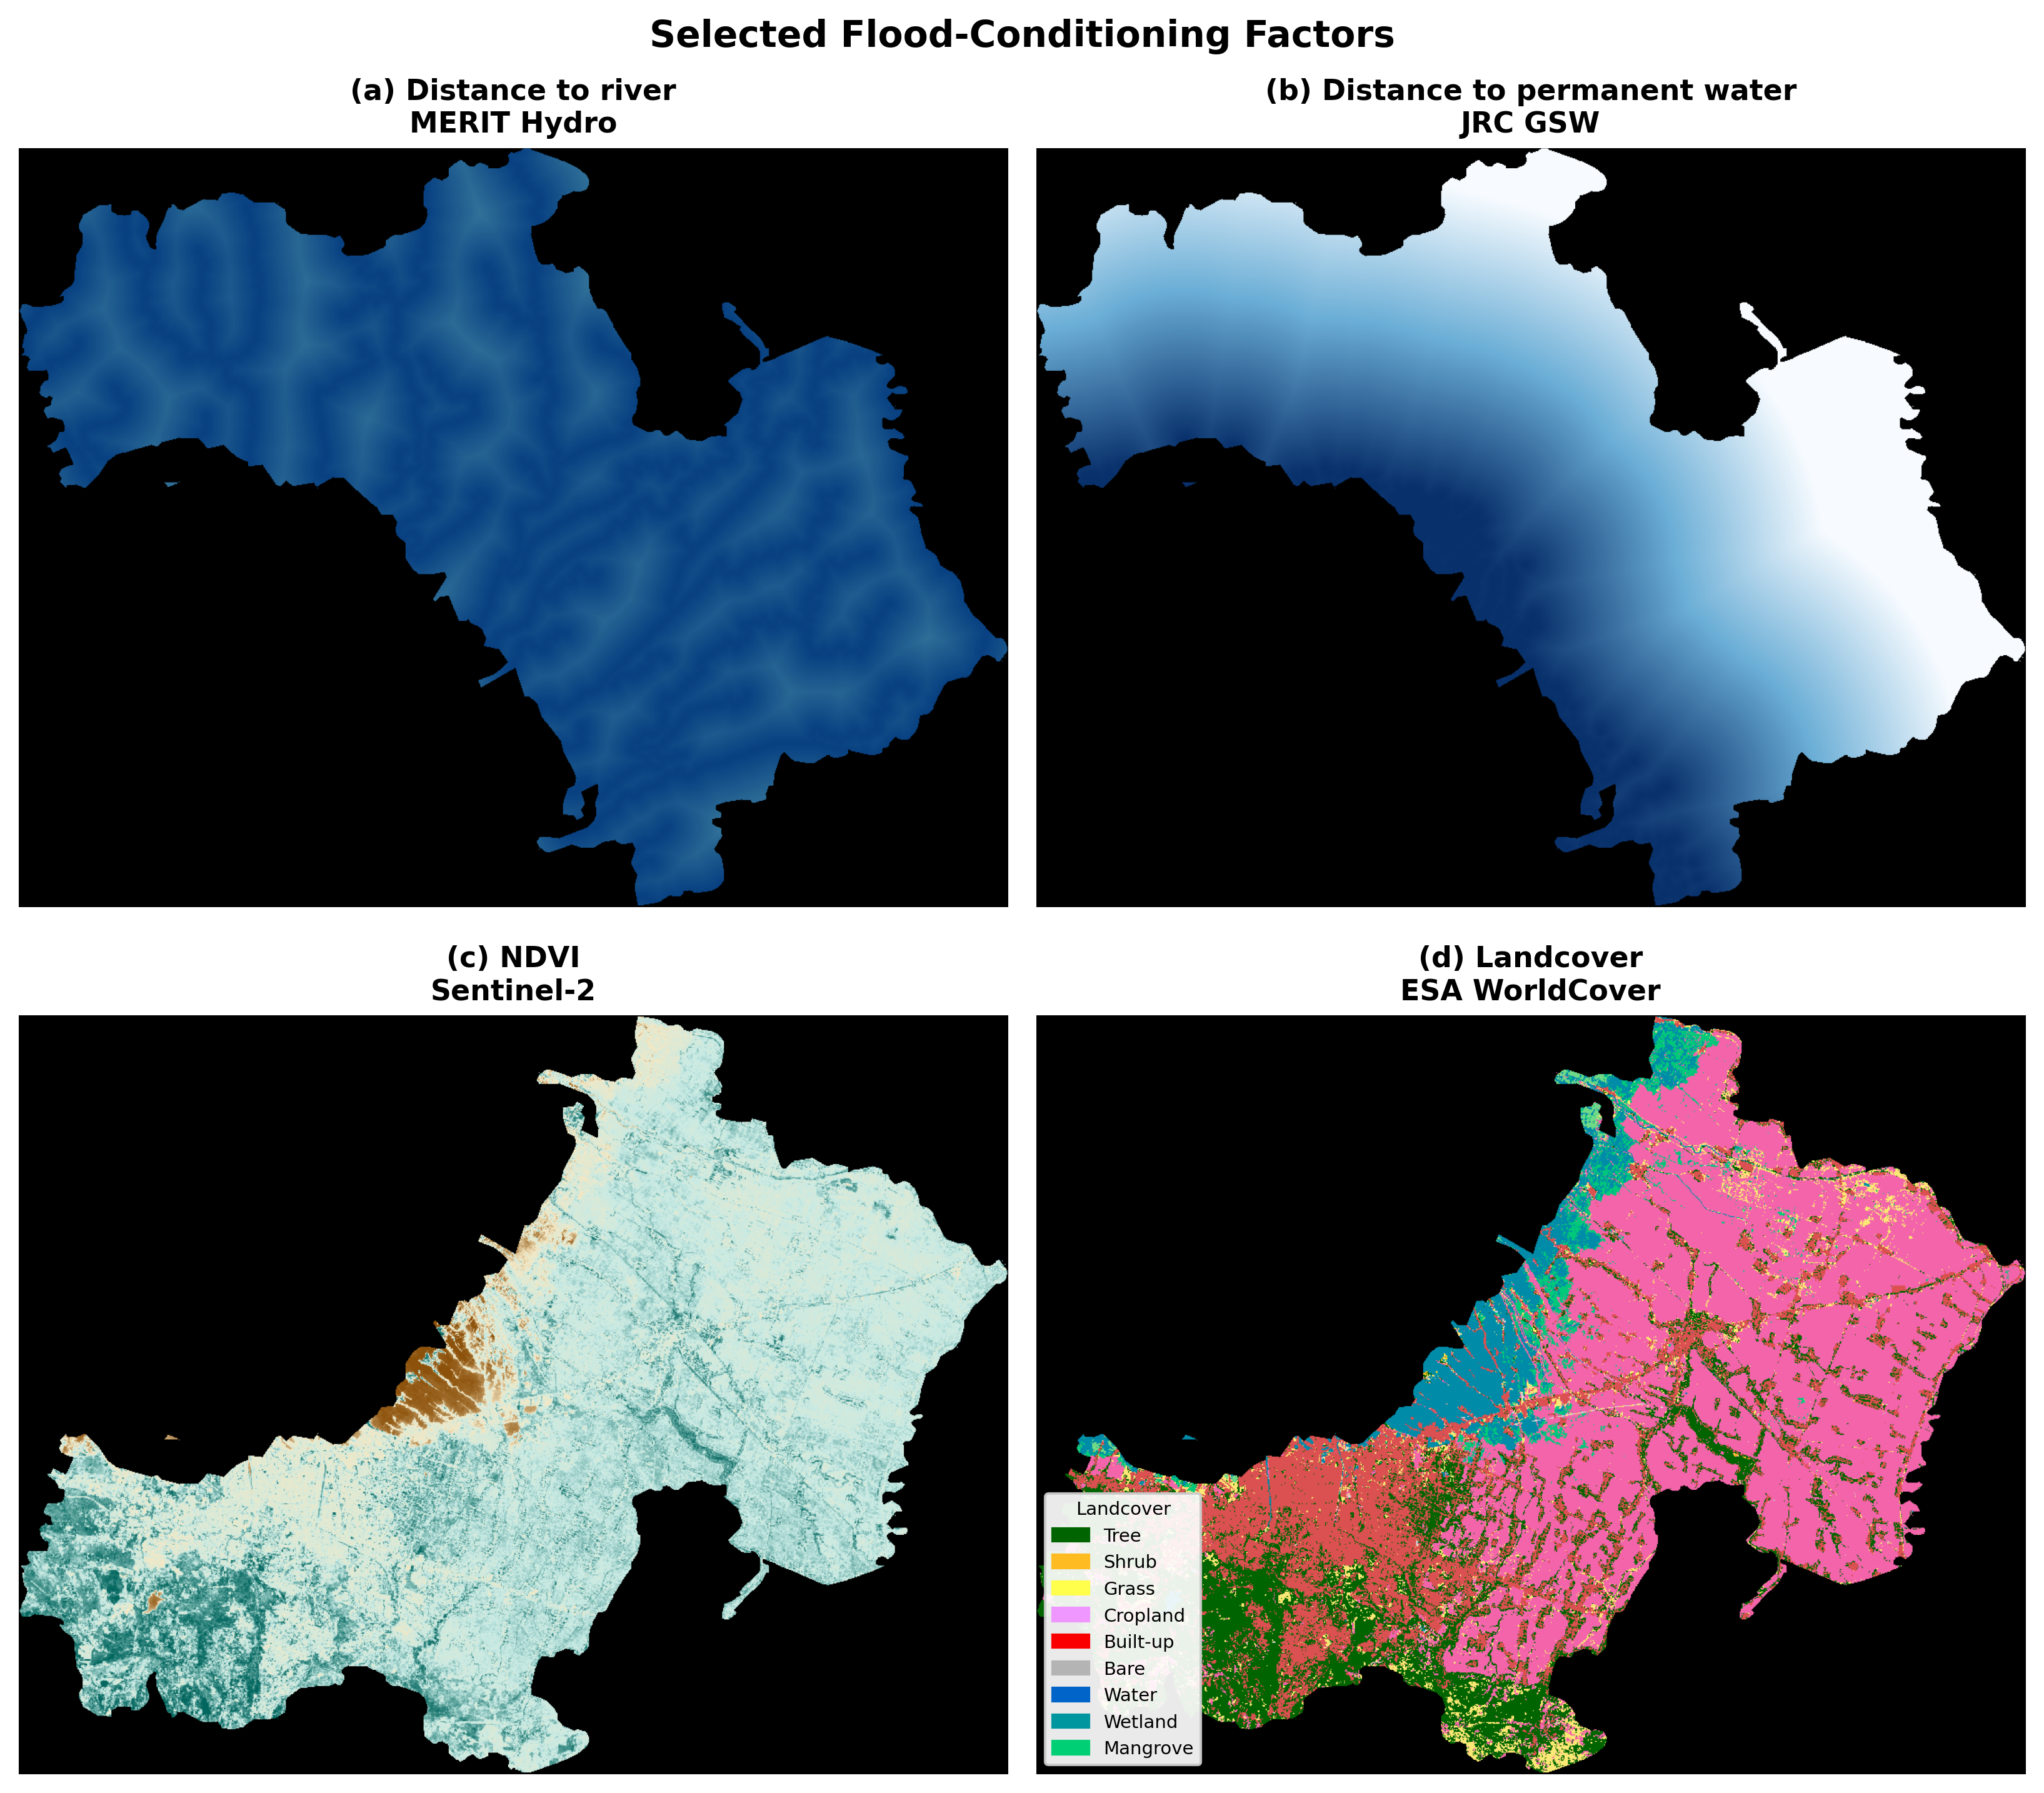 Selected Flood-Conditioning Factors
(a) Distance to river
MERIT Hydro
(b) Distance to permanent water
JRC GSW
(c) NDVI
Sentinel-2
(d) Landcover
ESA WorldCover
Landcover
Tree
Shrub
Grass
Cropland
Built-up
Bare
Water
Wetland
Mangrove